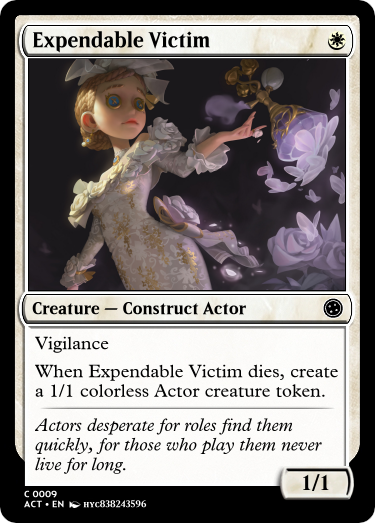 Expendable Victim
Creature — Construct Actor
Vigilance
When Expendable Victim dies, create
a 1/1 colorless Actor creature token.
Actors desperate for roles find them
quickly, for those who play them never
live for long.
1/1
C 0009
ACT • EN HYC838243596